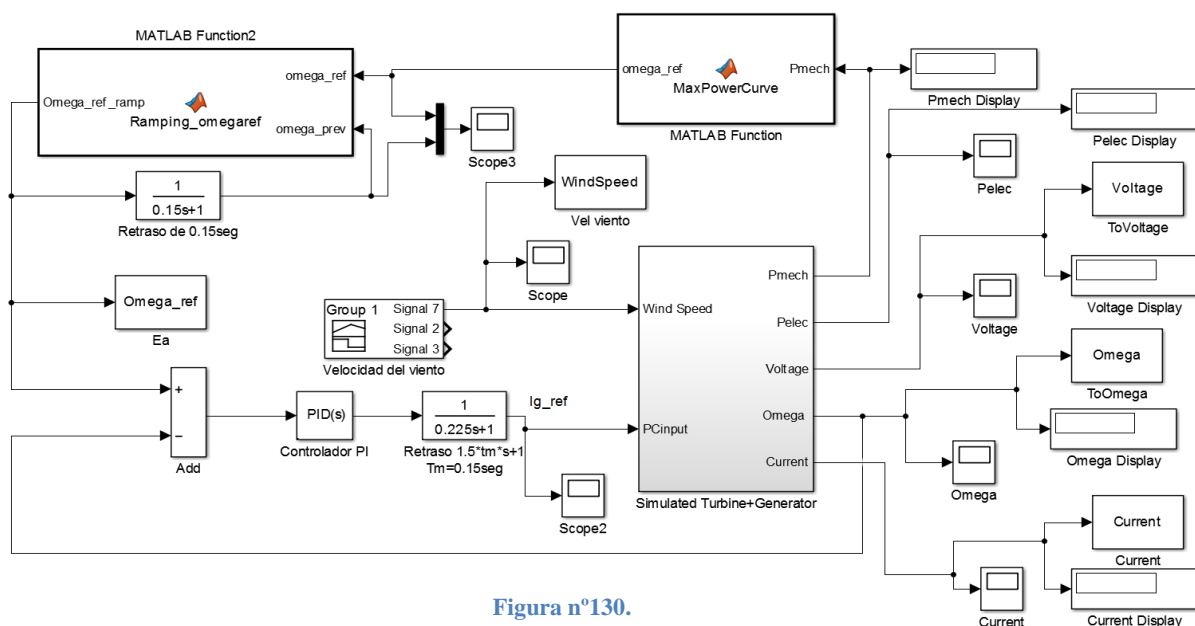 MATLAB Function2
omega_ref
Omega_ref_ramp
Ramping_omegaref
omega_prev
Scope3
omega_ref
Pmech
MaxPowerCurve
MATLAB Function
Pmech Display
Pelec Display
Pelec
1
0.15s+1
Retraso de 0.15seg
WindSpeed
Vel viento
Scope
Voltage
ToVoltage
Voltage Display
Voltage
Omega_ref
Ea
Group 1
Signal 7
Signal 2
Signal 3
Velocidad del viento
Wind Speed
PCinput
Pmech
Pelec
Voltage
Omega
Current
Simulated Turbine+Generator
Omega
ToOmega
Omega Display
Omega
+
−
Add
PID(s)
Controlador PI
1
0.225s+1
Retraso 1.5*tm*s+1
Tm=0.15seg
Ig_ref
Scope2
Current
Current
Current Display
Current
Figura nº130.